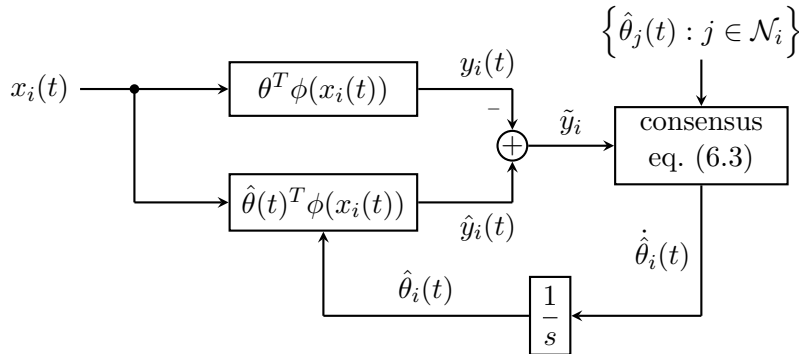 {θ̂_j(t) : j ∈ 𝒩_i}
x_i(t)
θ^T ϕ(x_i(t))
y_i(t)
–
+
ỹ_i
consensus
eq. (6.3)
θ̂(t)^T ϕ(x_i(t))
ŷ_i(t)
θ̂̇_i(t)
θ̂_i(t)
1
s